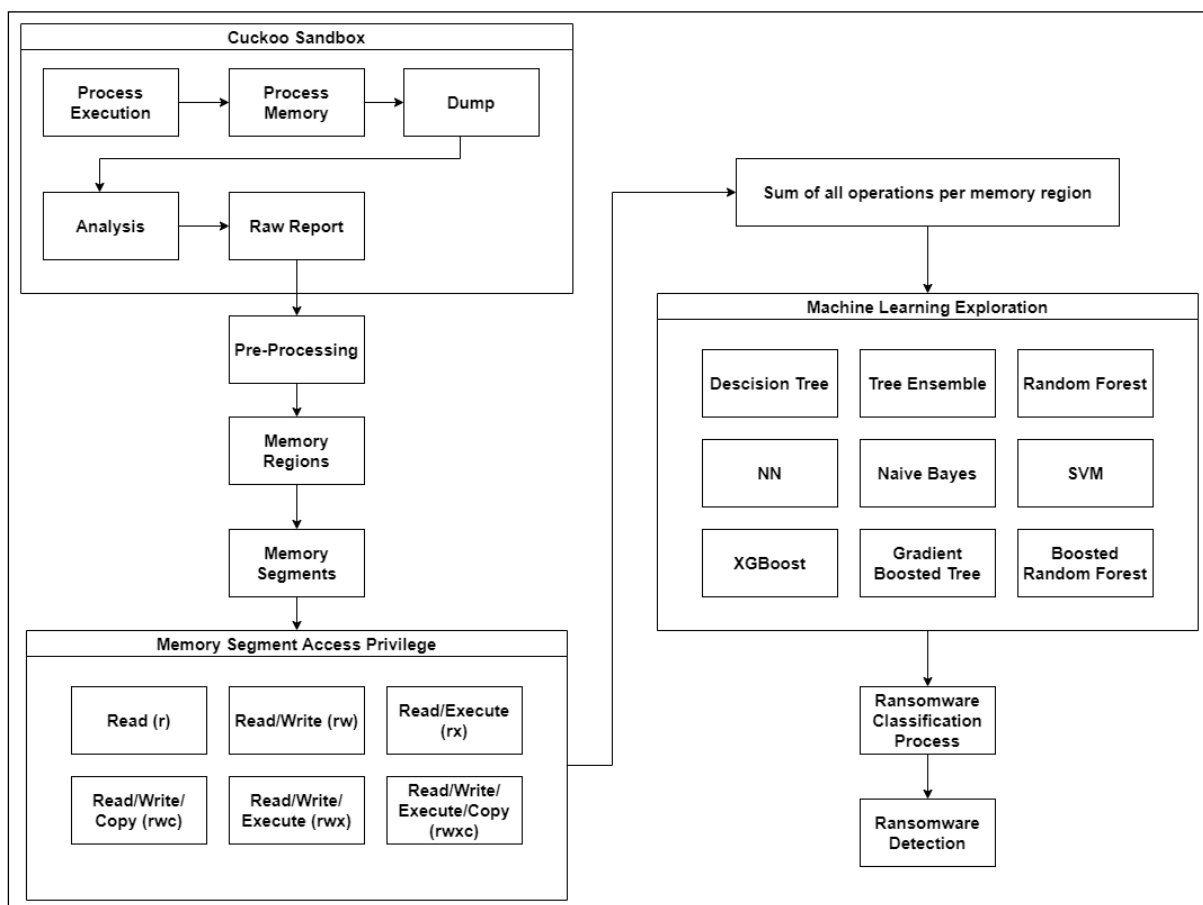 Cuckoo Sandbox
Process
Execution
Process
Memory
Dump
Analysis
Raw Report
Pre-Processing
Memory
Regions
Memory
Segments
Memory Segment Access Privilege
Read (r)
Read/Write (rw)
Read/Execute
(rx)
Read/Write/
Copy (rwc)
Read/Write/
Execute (rwx)
Read/Write/
Execute/Copy
(rwxc)
Sum of all operations per memory region
Machine Learning Exploration
Descision Tree
Tree Ensemble
Random Forest
NN
Naive Bayes
SVM
XGBoost
Gradient
Boosted Tree
Boosted
Random Forest
Ransomware
Classification
Process
Ransomware
Detection